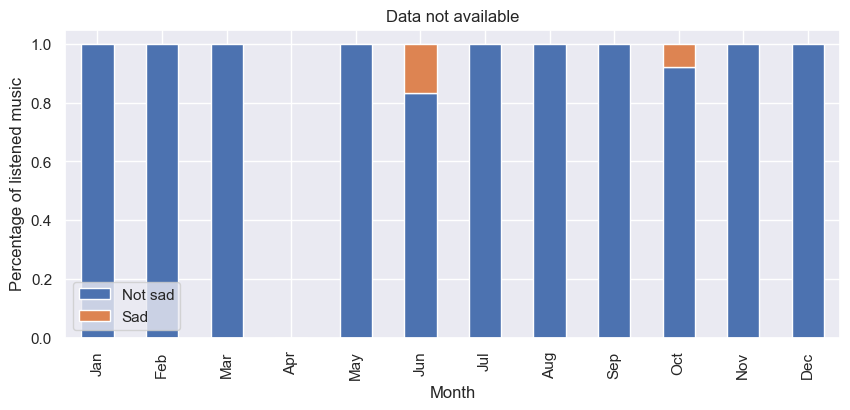 Data not available
Percentage of listened music
1.0
0.8
0.6
0.4
0.2
0.0
Not sad
Sad
Jan Feb Mar Apr May Jun Jul Aug Sep Oct Nov Dec
Month